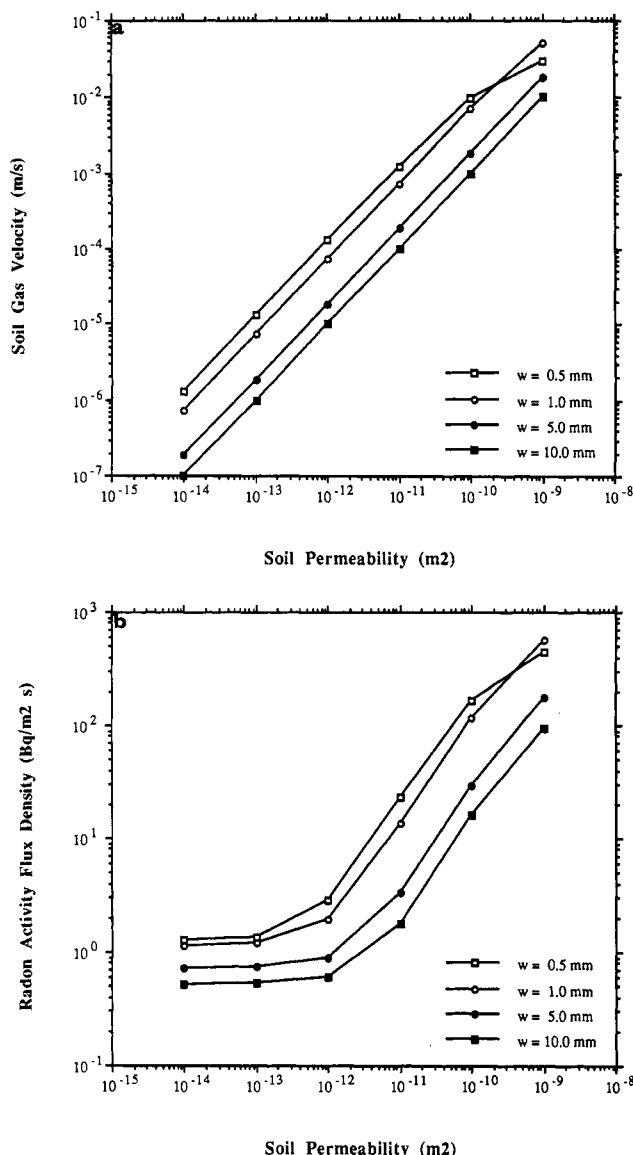 a
10^-1
10^-2
10^-3
10^-4
10^-5
10^-6
10^-7
Soil Gas Velocity (m/s)
w = 0.5 mm
w = 1.0 mm
w = 5.0 mm
w = 10.0 mm
10^-15 10^-14 10^-13 10^-12 10^-11 10^-10 10^-9 10^-8
Soil Permeability (m2)
b
10^3
10^2
10^1
10^0
10^-1
Radon Activity Flux Density (Bq/m2 s)
w = 0.5 mm
w = 1.0 mm
w = 5.0 mm
w = 10.0 mm
10^-15 10^-14 10^-13 10^-12 10^-11 10^-10 10^-9 10^-8
Soil Permeability (m2)